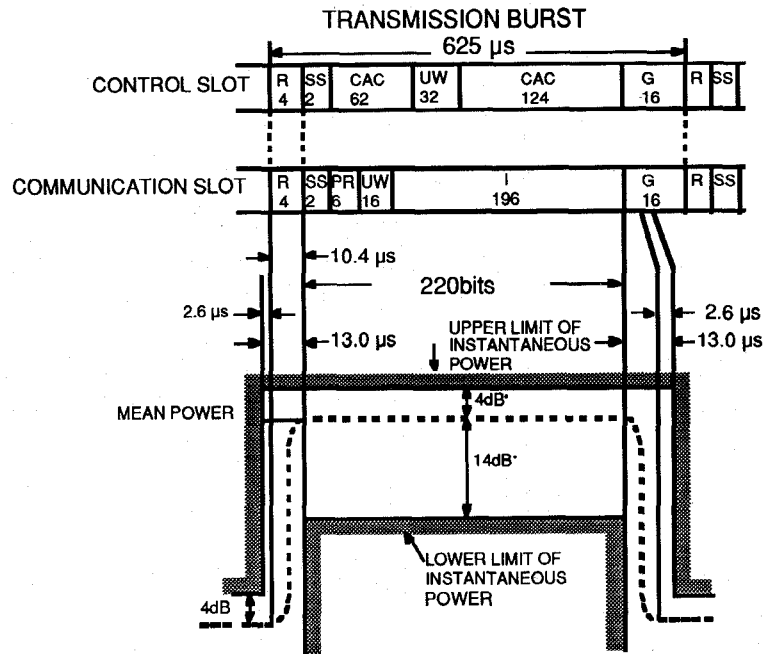 TRANSMISSION BURST
625 µs
CONTROL SLOT
R 4 SS 2 CAC 62 UW 32 CAC 124 G 16 R SS
COMMUNICATION SLOT
R 4 SS 2 PR 6 UW 16 I 196 G 16 R SS
10.4 µs
220bits
2.6 µs
2.6 µs
13.0 µs
UPPER LIMIT OF
INSTANTANEOUS
POWER
13.0 µs
4dB*
MEAN POWER
14dB*
LOWER LIMIT OF
INSTANTANEOUS
POWER
4dB